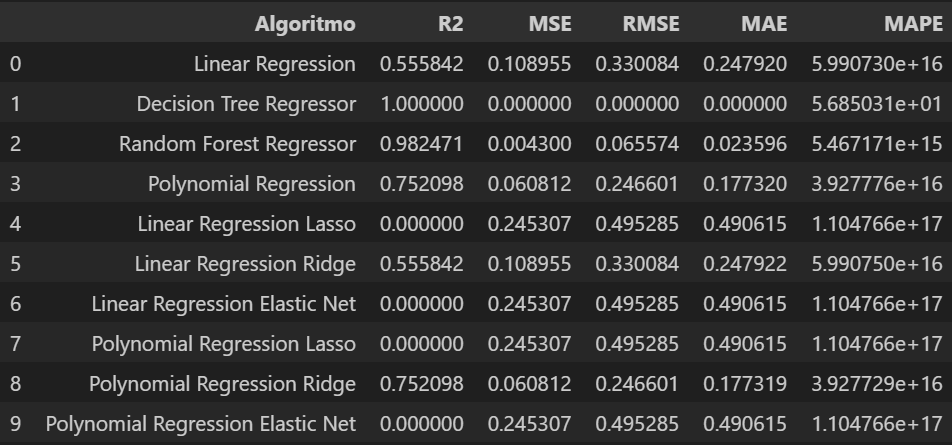 Algoritmo R2 MSE RMSE MAE MAPE
0 Linear Regression 0.555842 0.108955 0.330084 0.247920 5.990730e+16
1 Decision Tree Regressor 1.000000 0.000000 0.000000 0.000000 5.685031e+01
2 Random Forest Regressor 0.982471 0.004300 0.065574 0.023596 5.467171e+15
3 Polynomial Regression 0.752098 0.060812 0.246601 0.177320 3.927776e+16
4 Linear Regression Lasso 0.000000 0.245307 0.495285 0.490615 1.104766e+17
5 Linear Regression Ridge 0.555842 0.108955 0.330084 0.247922 5.990750e+16
6 Linear Regression Elastic Net 0.000000 0.245307 0.495285 0.490615 1.104766e+17
7 Polynomial Regression Lasso 0.000000 0.245307 0.495285 0.490615 1.104766e+17
8 Polynomial Regression Ridge 0.752098 0.060812 0.246601 0.177319 3.927729e+16
9 Polynomial Regression Elastic Net 0.000000 0.245307 0.495285 0.490615 1.104766e+17